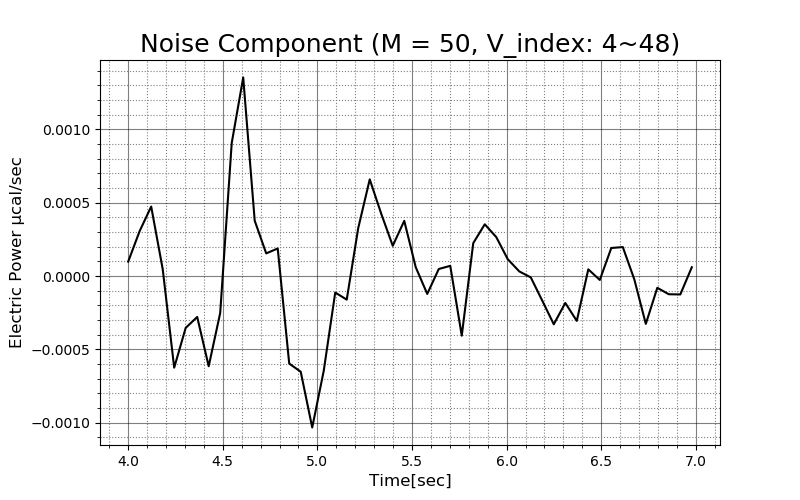 Noise Component (M = 50, V_index: 4~48)
Electric Power μcal/sec
0.0010
0.0005
0.0000
−0.0005
−0.0010
4.0 4.5 5.0 5.5 6.0 6.5 7.0
Time[sec]